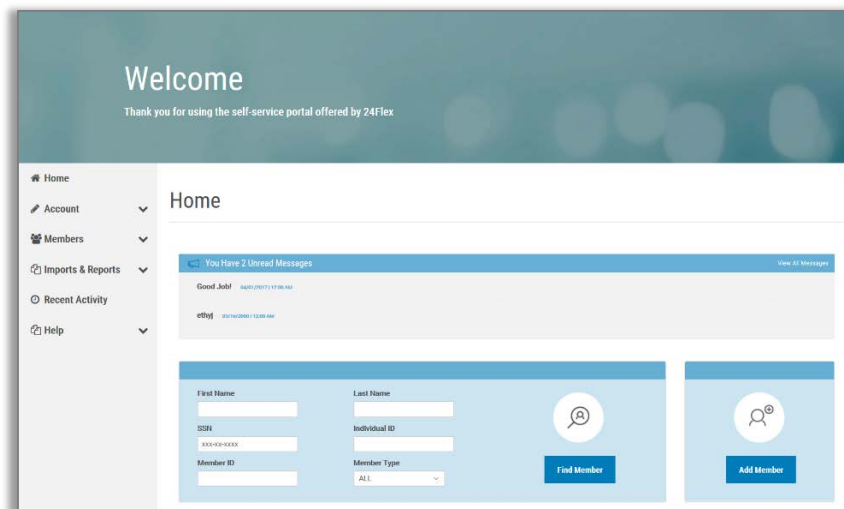 Welcome
Thank you for using the self-service portal offered by 24Flex
Home
Account
Members
Imports & Reports
Recent Activity
Help
Home
You Have 2 Unread Messages
View All Messages
Good Job!
ethyj
First Name
Last Name
SSN
Individual ID
xxx-xx-xxxx
Member ID
Member Type
ALL
Find Member
Add Member